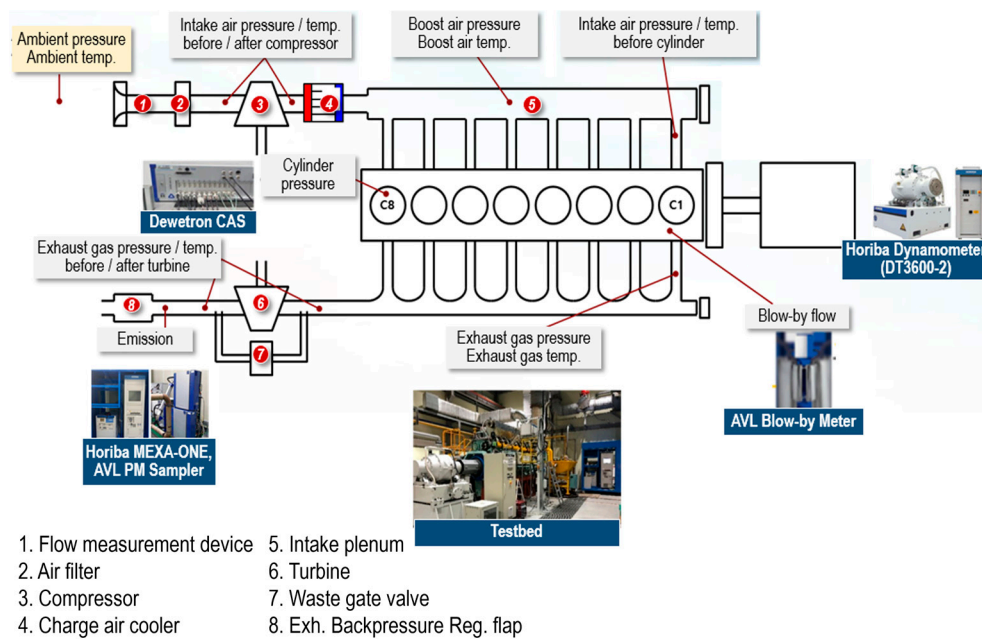 Ambient pressure
Ambient temp.
Intake air pressure / temp.
before / after compressor
Boost air pressure
Boost air temp.
Intake air pressure / temp.
before cylinder
1
2
3
4
5
Cylinder
pressure
Dewetron CAS
C8
C1
Horiba Dynamometer
(DT3600-2)
Exhaust gas pressure / temp.
before / after turbine
8
6
7
Emission
Exhaust gas pressure
Exhaust gas temp.
Blow-by flow
AVL Blow-by Meter
Horiba MEXA-ONE,
AVL PM Sampler
Testbed
1. Flow measurement device
2. Air filter
3. Compressor
4. Charge air cooler
5. Intake plenum
6. Turbine
7. Waste gate valve
8. Exh. Backpressure Reg. flap